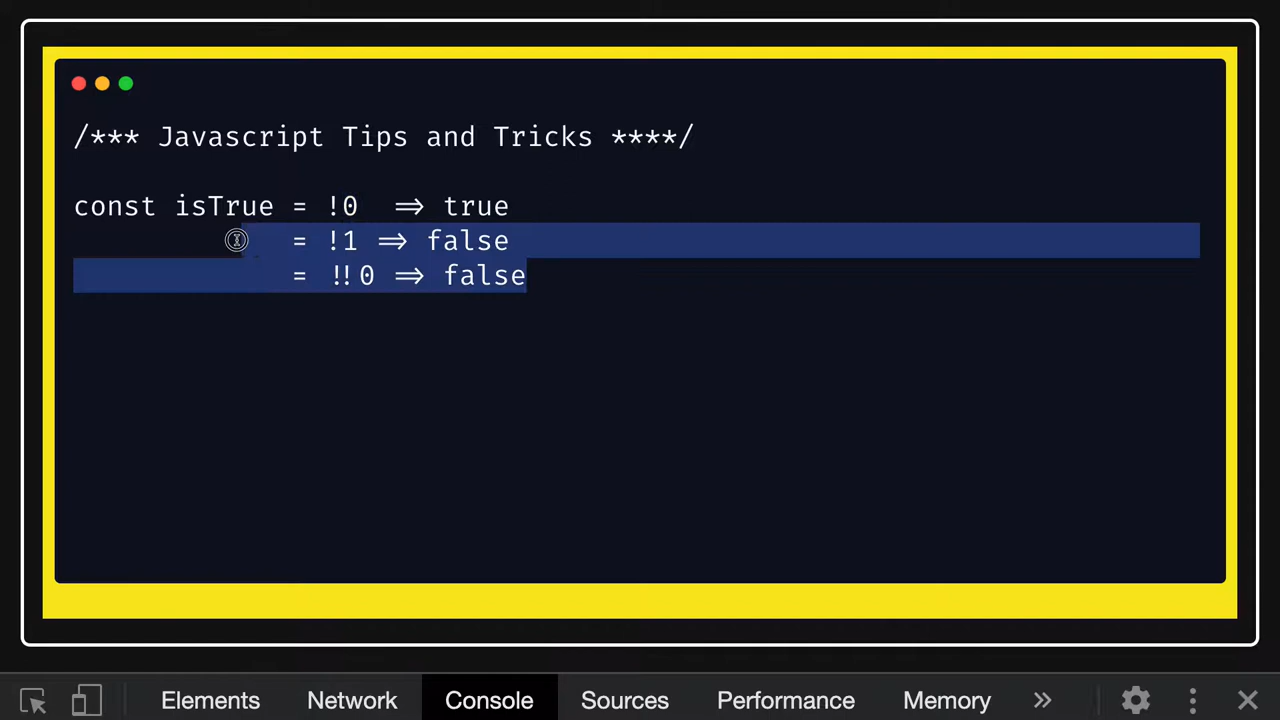 /*** Javascript Tips and Tricks ****/
const isTrue = !0 => true
= !1 => false
= !!0 => false
Elements Network Console Sources Performance Memory